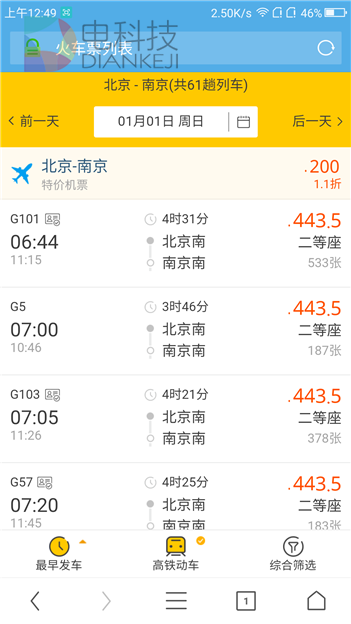 上午12:49
2.50K/s 46%
电科技
DIANKEJI
火车票列表
北京 - 南京(共61趟列车)
前一天
01月01日 周日
后一天
北京-南京
.200
特价机票
1.1折
G101
4时31分
.443.5
06:44
北京南
二等座
11:15
南京南
533张
G5
3时46分
.443.5
07:00
北京南
二等座
10:46
南京南
187张
G103
4时21分
.443.5
07:05
北京南
二等座
11:26
南京南
378张
G57
4时25分
.443.5
07:20
北京南
二等座
11:45
南京南
183张
最早发车
高铁动车
综合筛选
1